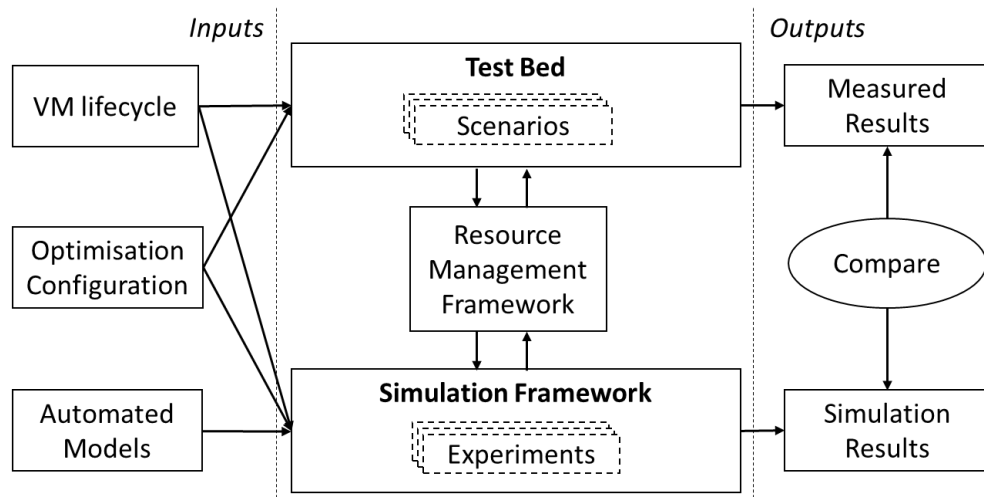 Inputs
Outputs
VM lifecycle
Test Bed
Scenarios
Measured
Results
Optimisation
Configuration
Resource
Management
Framework
Compare
Automated
Models
Simulation Framework
Experiments
Simulation
Results